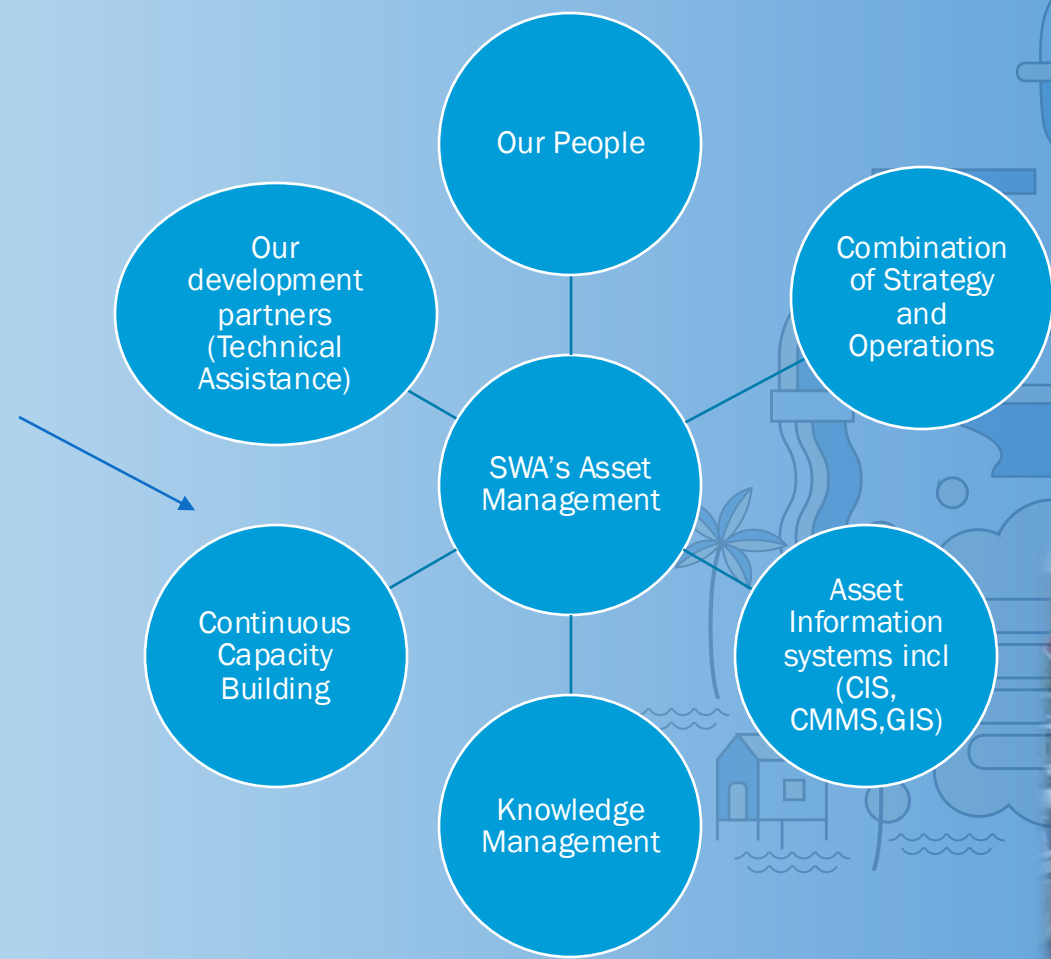 Our People
Combination
of Strategy
and
Operations
Asset
Information
systems incl
(CIS,
CMMS,GIS)
Knowledge
Management
Continuous
Capacity
Building
Our
development
partners
(Technical
Assistance)
SWA’s Asset
Management